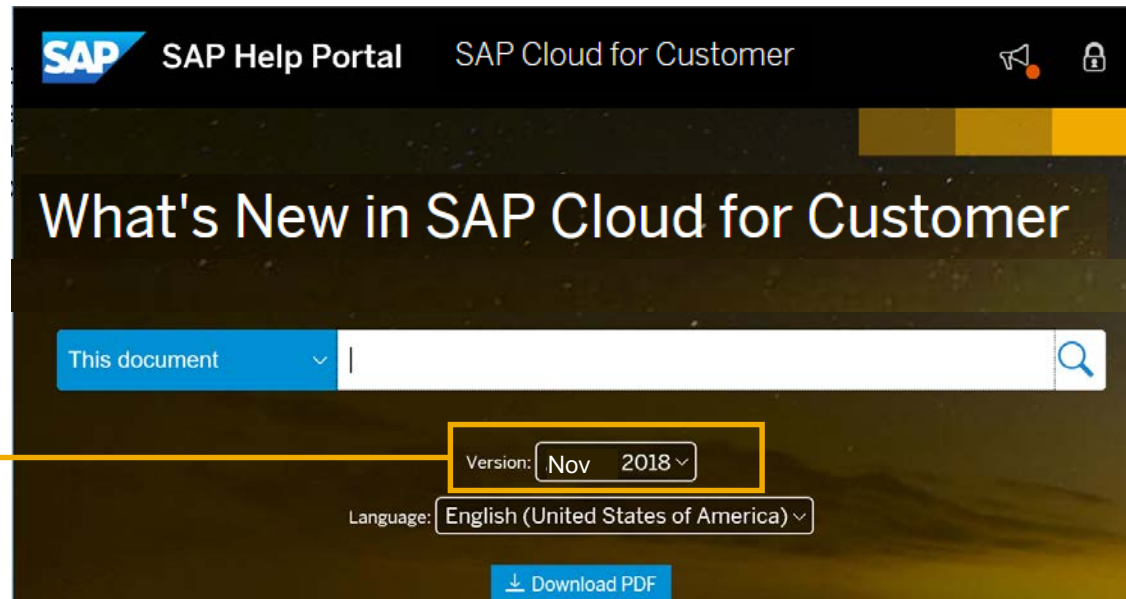 SAP SAP Help Portal SAP Cloud for Customer
What's New in SAP Cloud for Customer
This document
Version: Nov 2018
Language: English (United States of America)
Download PDF